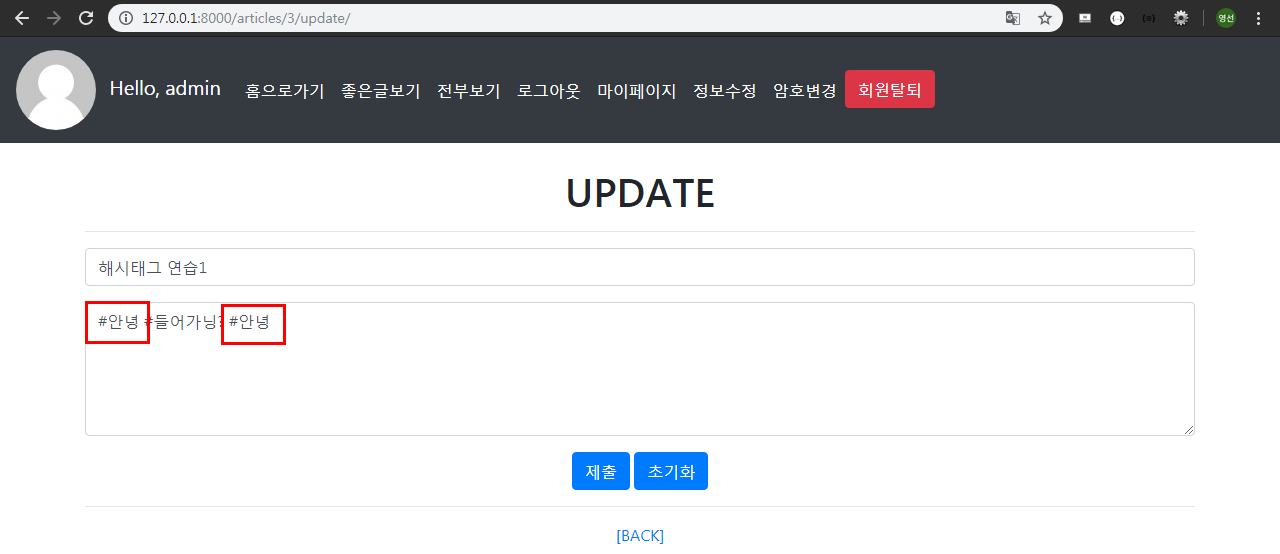 127.0.0.1:8000/articles/3/update/
영선
Hello, admin 홈으로가기 좋은글보기 전부보기 로그아웃 마이페이지 정보수정 암호변경 회원탈퇴
UPDATE
해시태그 연습1
#안녕 #들어가닝? #안녕
제출 초기화
[BACK]